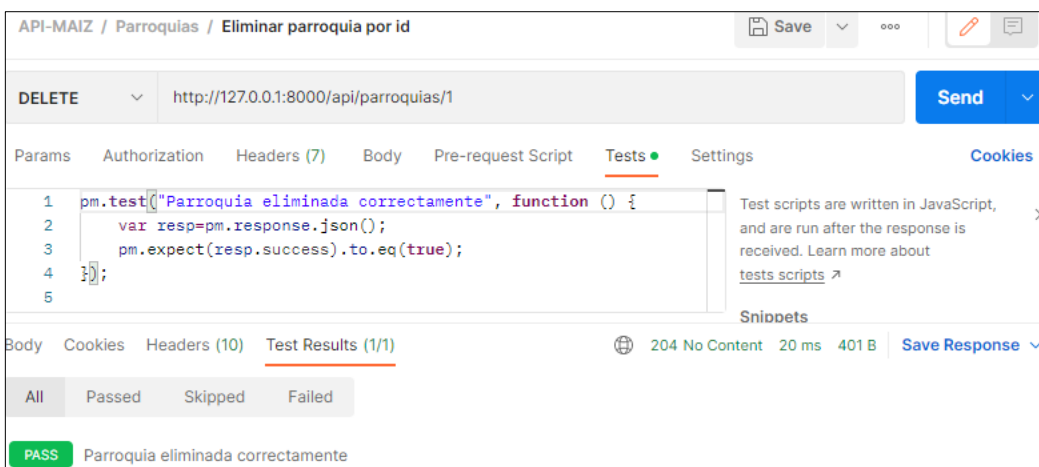 API-MAIZ / Parroquias / Eliminar parroquia por id
Save
DELETE http://127.0.0.1:8000/api/parroquias/1 Send
Params Authorization Headers (7) Body Pre-request Script Tests Settings Cookies
1 pm.test("Parroquia eliminada correctamente", function () {
2 var resp=pm.response.json();
3 pm.expect(resp.success).to.eq(true);
4 });
5
Test scripts are written in JavaScript,
and are run after the response is
received. Learn more about
tests scripts
Snippets
Body Cookies Headers (10) Test Results (1/1) 204 No Content 20 ms 401 B Save Response
All Passed Skipped Failed
PASS Parroquia eliminada correctamente